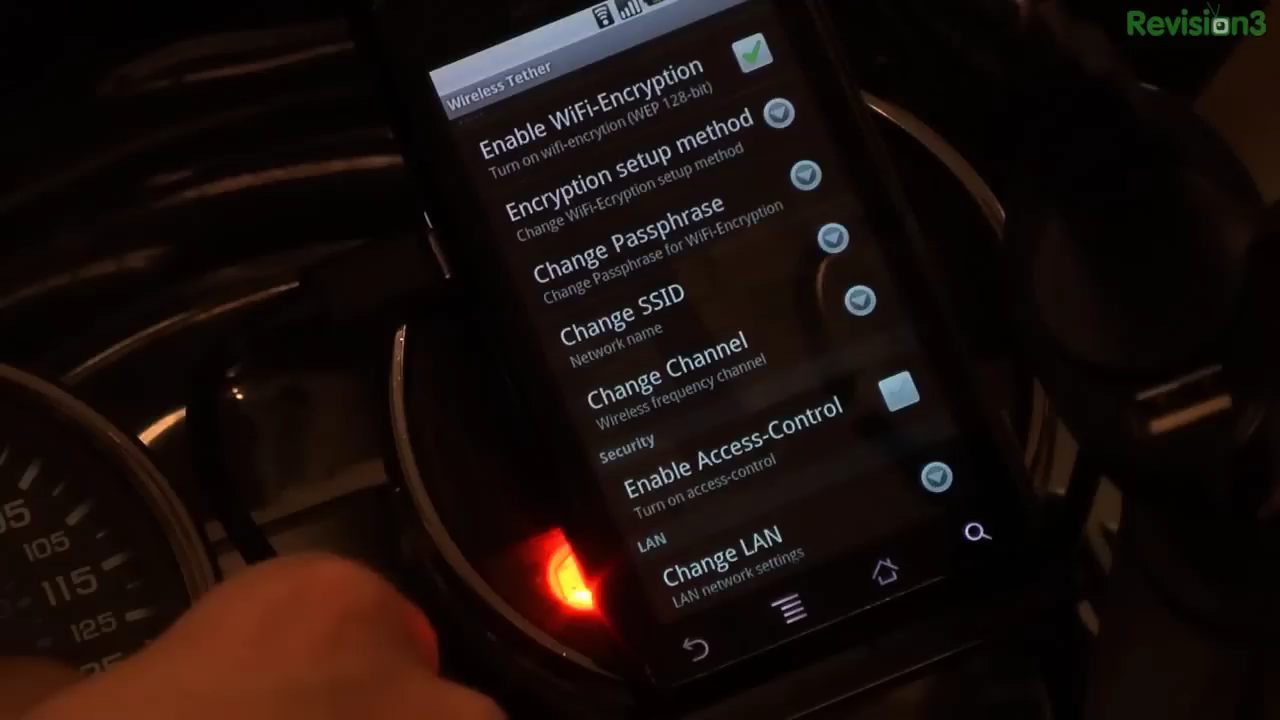 Revision3
Wireless Tether
Enable WiFi-Encryption
Turn on wifi-encrytion (WEP 128-bit)
Encryption setup method
Change WiFi-Ecryption setup method
Change Passphrase
Change Passphrase for WiFi-Encryption
Change SSID
Network name
Change Channel
Wireless frequency channel
Security
Enable Access-Control
Turn on access-control
LAN
Change LAN
LAN network settings
105
115
125